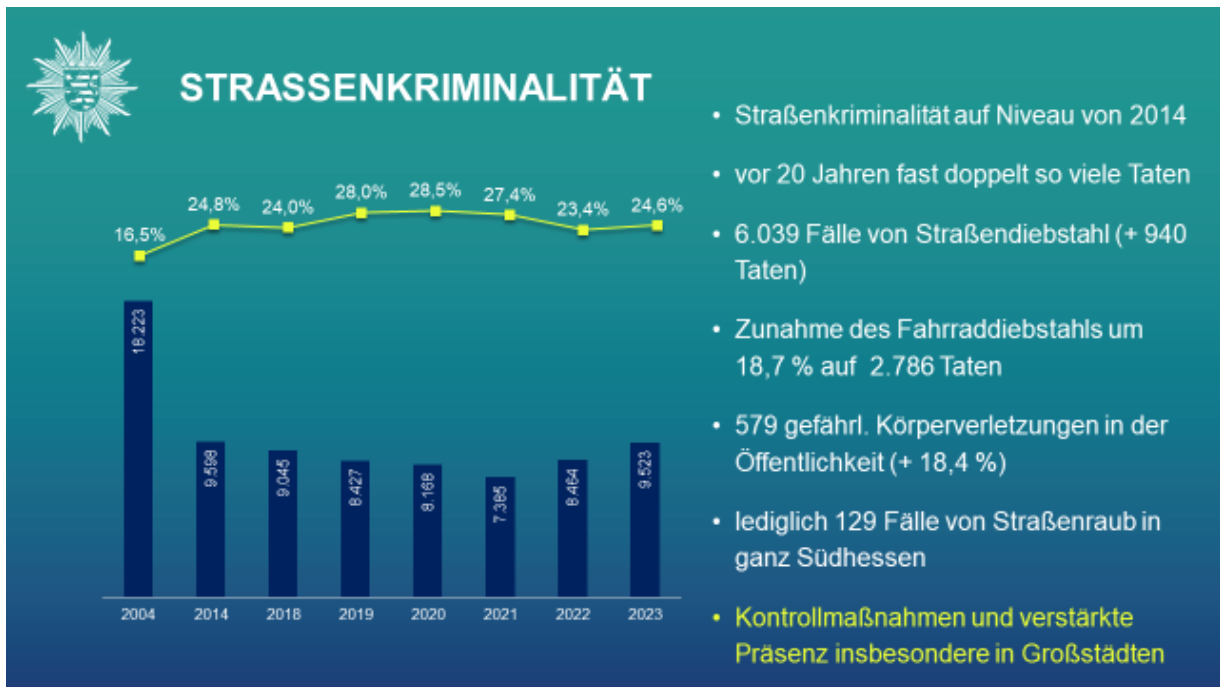 STRASSENKRIMINALITÄT
16,5%
24,8%
24,0%
28,0%
28,5%
27,4%
23,4%
24,6%
18.223
9.598
9.045
8.427
8.168
7.385
8.464
9.523
2004
2014
2018
2019
2020
2021
2022
2023
• Straßenkriminalität auf Niveau von 2014
• vor 20 Jahren fast doppelt so viele Taten
• 6.039 Fälle von Straßendiebstahl (+ 940
Taten)
• Zunahme des Fahrraddiebstahls um
18,7 % auf 2.786 Taten
• 579 gefährl. Körperverletzungen in der
Öffentlichkeit (+ 18,4 %)
• lediglich 129 Fälle von Straßenraub in
ganz Südhessen
• Kontrollmaßnahmen und verstärkte
Präsenz insbesondere in Großstädten